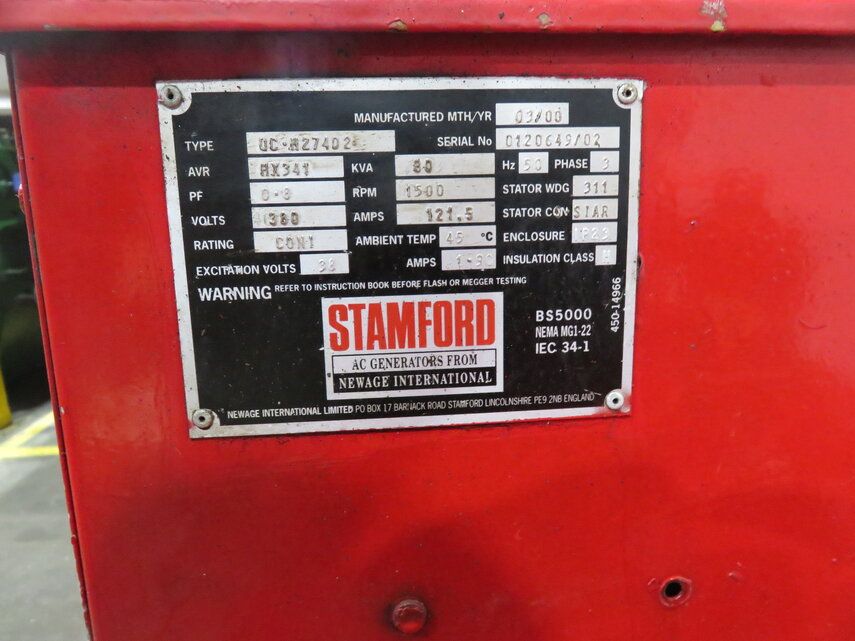 MANUFACTURED MTH/YR 03/00
TYPE UC-M27402 SERIAL No 0120649/02
AVR MX341 KVA 80 Hz 50 PHASE 3
PF 0-8 RPM 1500 STATOR WDG 311
VOLTS 380 AMPS 121.5 STATOR CON STAR
RATING CONT AMBIENT TEMP 45 °C ENCLOSURE IP23
EXCITATION VOLTS 38 AMPS INSULATION CLASS H
WARNING REFER TO INSTRUCTION BOOK BEFORE FLASH OR MEGGER TESTING
STAMFORD
AC GENERATORS FROM
NEWAGE INTERNATIONAL
BS5000
NEMA MG1-22
IEC 34-1
450-14966
NEWAGE INTERNATIONAL LIMITED PO BOX 17 BARNACK ROAD STAMFORD LINCOLNSHIRE PE9 2NB ENGLAND